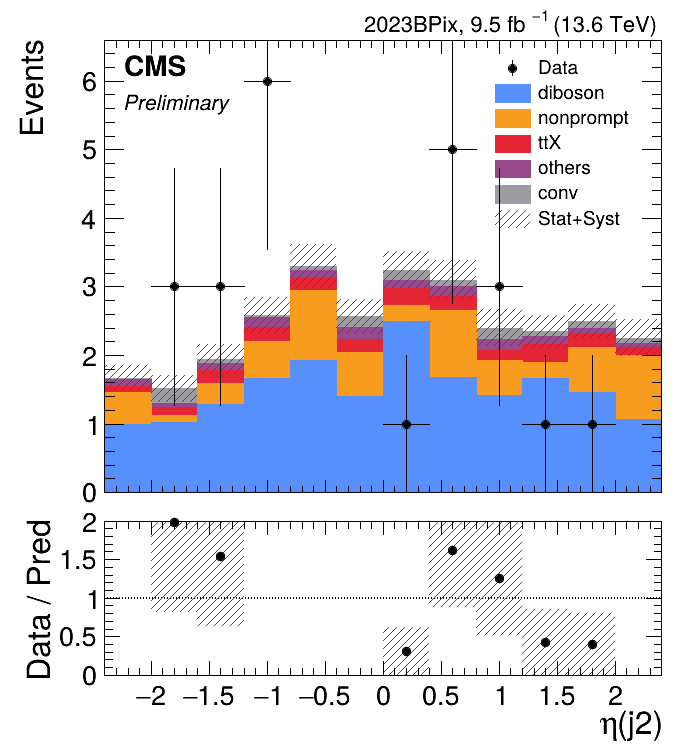 2023BPix, 9.5 fb⁻¹ (13.6 TeV)
CMS
Preliminary
Data
diboson
nonprompt
ttX
others
conv
Stat+Syst
Events
6
5
4
3
2
1
0
Data / Pred
2
1.5
1
0.5
0
−2 −1.5 −1 −0.5 0 0.5 1 1.5 2
η(j2)